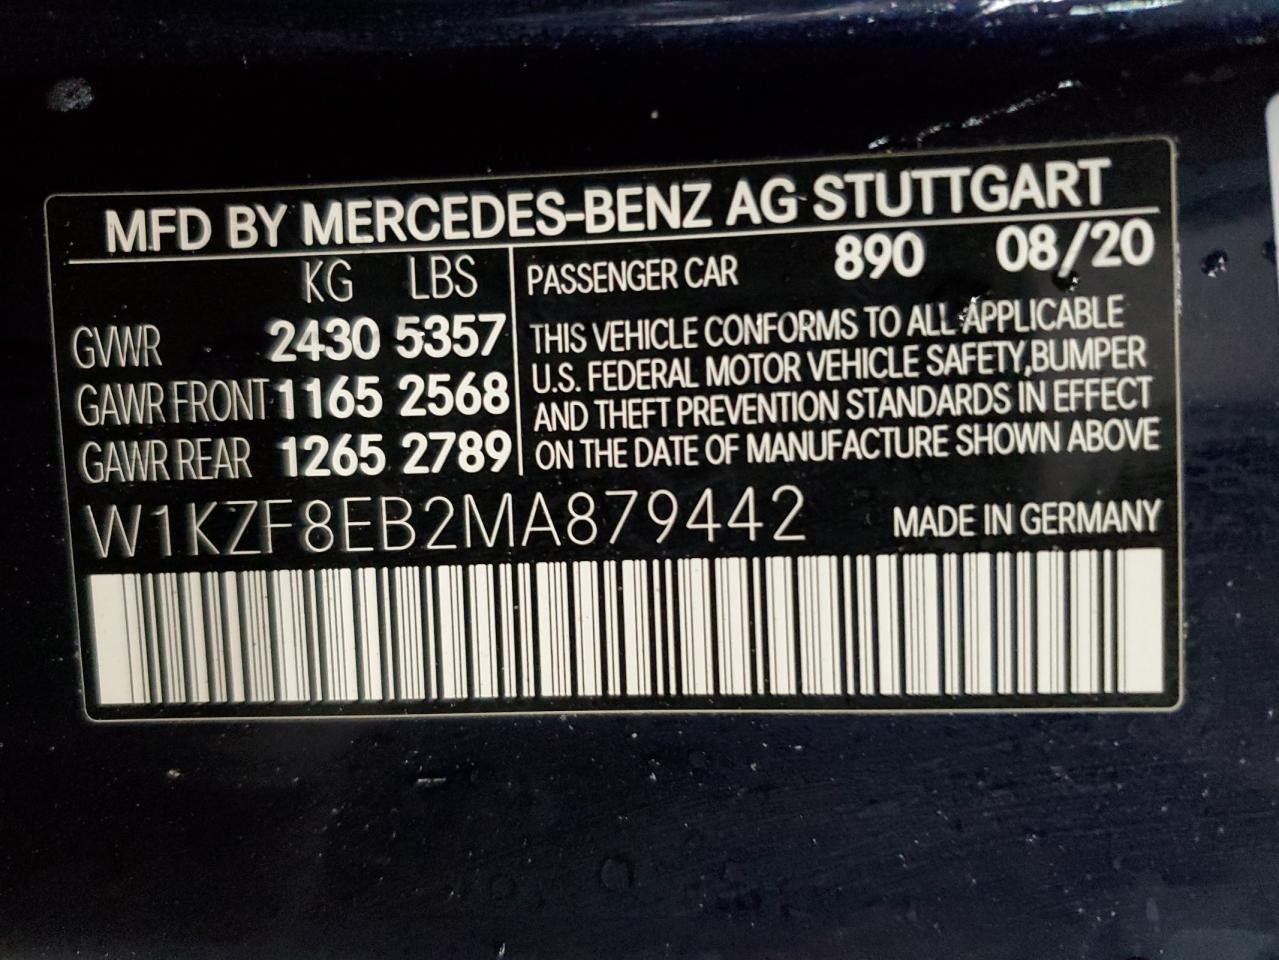 MFD BY MERCEDES-BENZ AG STUTTGART
KG LBS
GVWR 2430 5357
GAWR FRONT 1165 2568
GAWR REAR 1265 2789
PASSENGER CAR 890 08/20
THIS VEHICLE CONFORMS TO ALL APPLICABLE
U.S. FEDERAL MOTOR VEHICLE SAFETY,BUMPER
AND THEFT PREVENTION STANDARDS IN EFFECT
ON THE DATE OF MANUFACTURE SHOWN ABOVE
W1KZF8EB2MA879442 MADE IN GERMANY